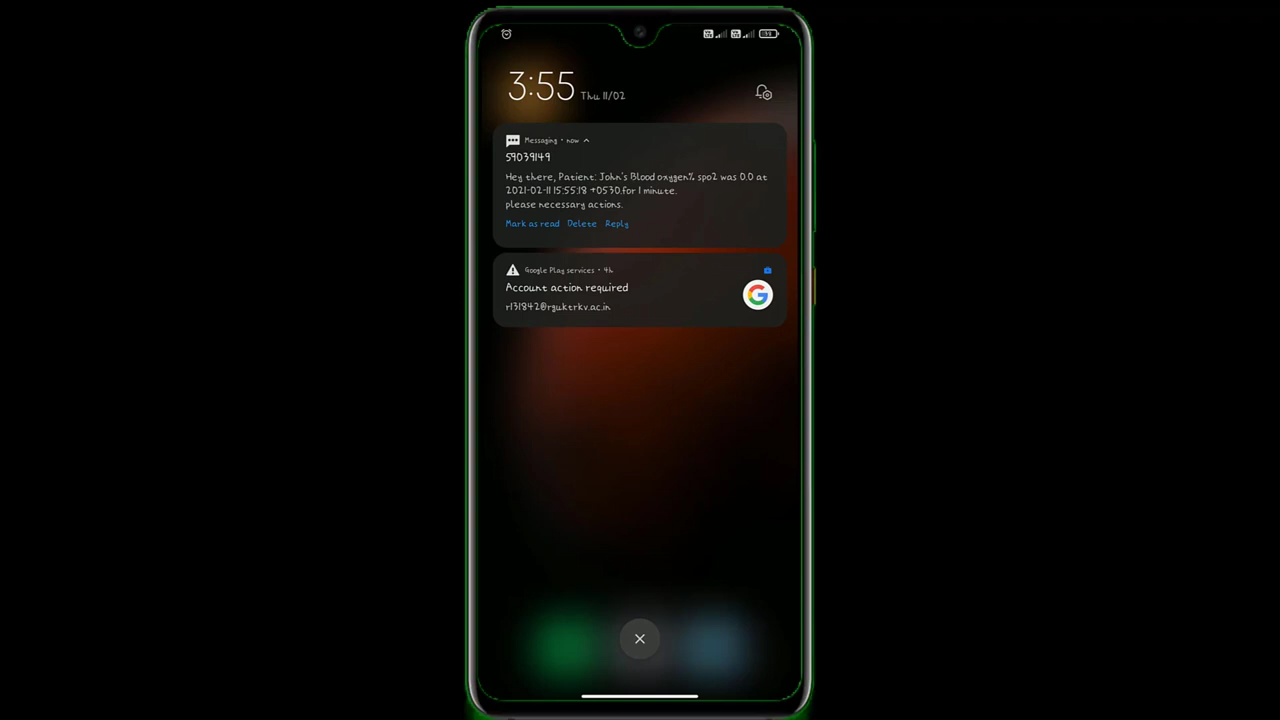 3:55 Thu 11/02
Messaging • now
59039149
Hey there, Patient: John's Blood oxygen% spo2 was 0.0 at
2021-02-11 15:55:18 +0530.for 1 minute.
please necessary actions.
Mark as read Delete Reply
Google Play services • 4h
Account action required
r131842@rguktrkv.ac.in